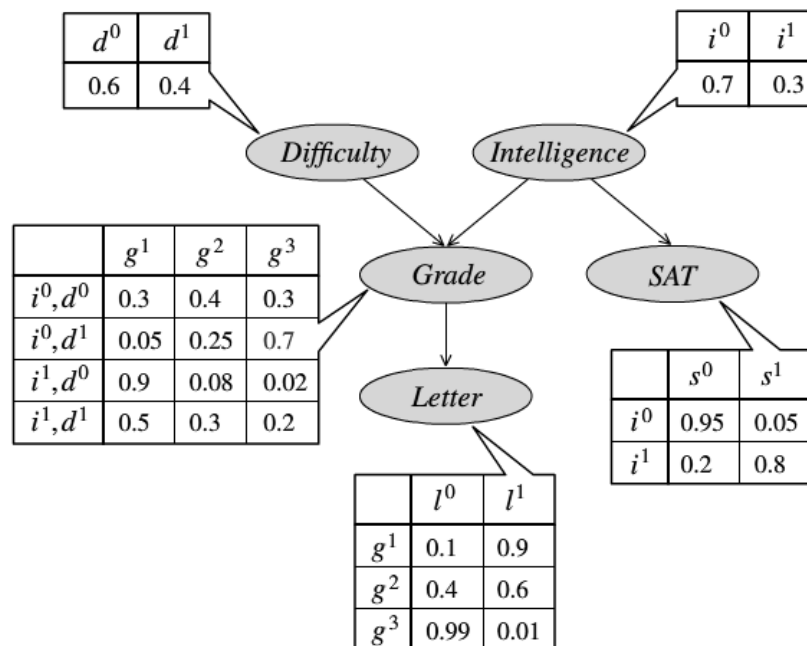 d⁰ d¹
0.6 0.4
i⁰ i¹
0.7 0.3
Difficulty
Intelligence
g¹ g² g³
i⁰,d⁰ 0.3 0.4 0.3
i⁰,d¹ 0.05 0.25 0.7
i¹,d⁰ 0.9 0.08 0.02
i¹,d¹ 0.5 0.3 0.2
Grade
SAT
Letter
s⁰ s¹
i⁰ 0.95 0.05
i¹ 0.2 0.8
l⁰ l¹
g¹ 0.1 0.9
g² 0.4 0.6
g³ 0.99 0.01